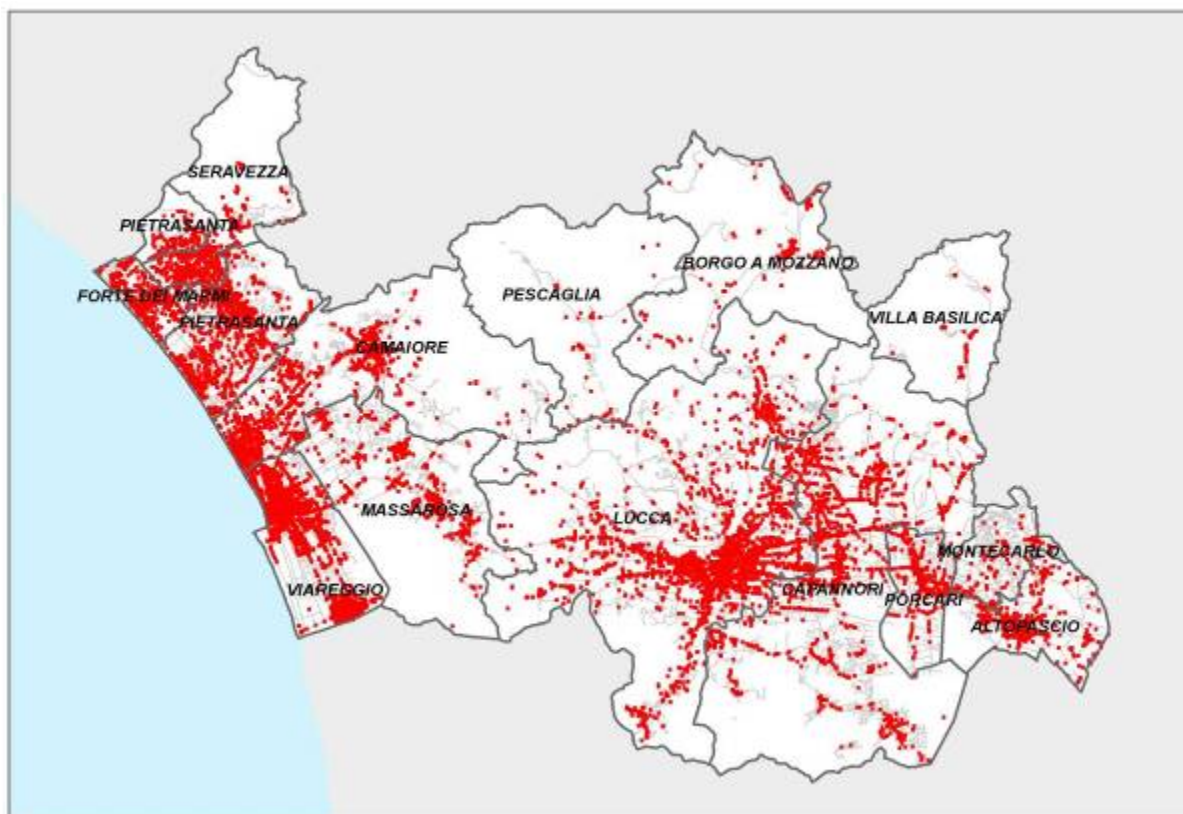 SERAVEZZA
PIETRASANTA
BORGO A MOZZANO
FORTE DEI MARMI
PESCAGLIA
VILLA BASILICA
PIETRASANTA
CAMAIORE
MASSAROSA
LUCCA
MONTECARLO
VIAREGGIO
CAPANNORI
PORCARI
ALTOPASCIO